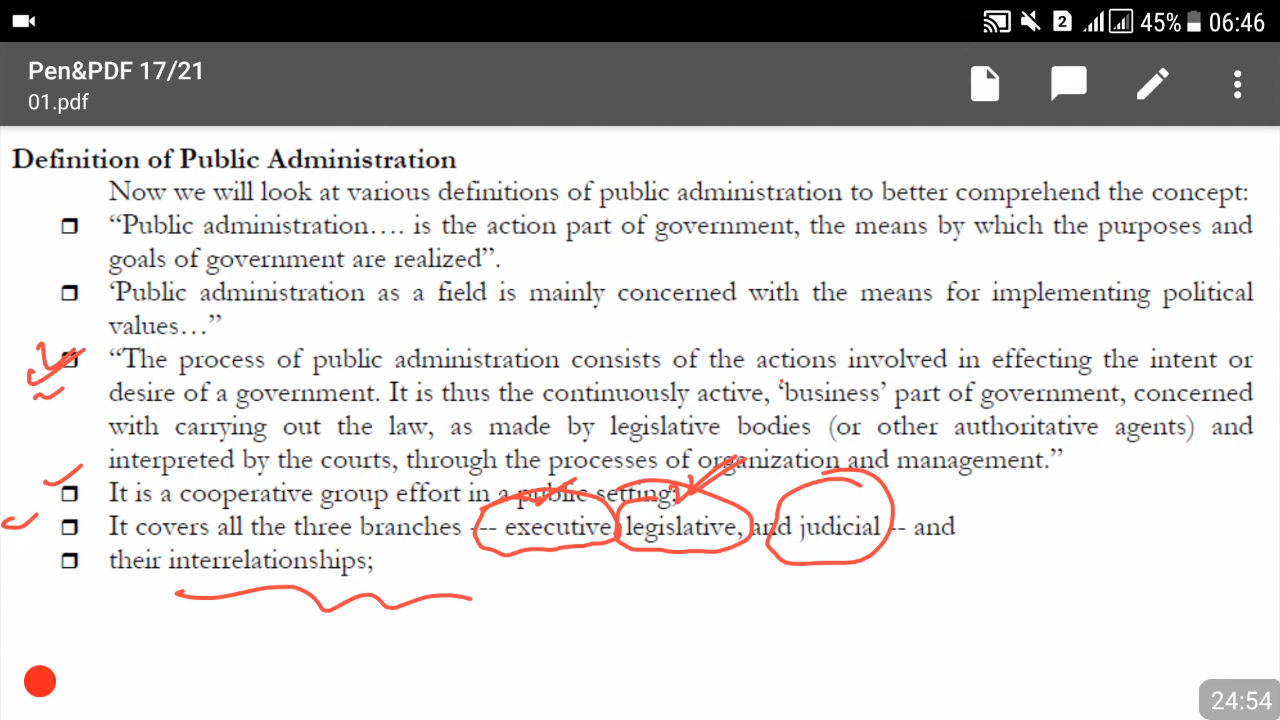 2 45% 06:46
Pen&PDF 17/21
01.pdf
Definition of Public Administration
Now we will look at various definitions of public administration to better comprehend the concept:
❒ “Public administration…. is the action part of government, the means by which the purposes and
goals of government are realized”.
❒ ‘Public administration as a field is mainly concerned with the means for implementing political
values…”
❒ “The process of public administration consists of the actions involved in effecting the intent or
desire of a government. It is thus the continuously active, ‘business’ part of government, concerned
with carrying out the law, as made by legislative bodies (or other authoritative agents) and
interpreted by the courts, through the processes of organization and management.”
❒ It is a cooperative group effort in a public setting;
❒ It covers all the three branches --- executive, legislative, and judicial -- and
❒ their interrelationships;
24:54